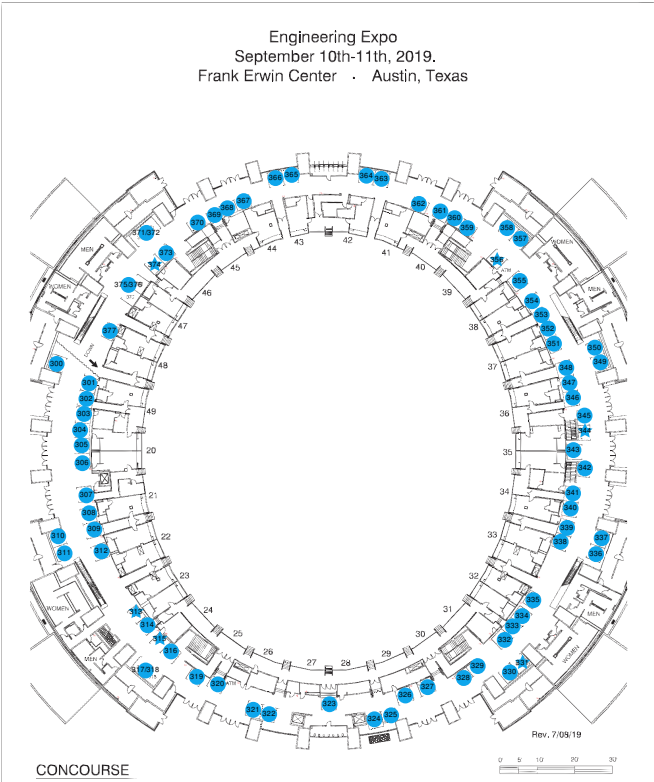 Engineering Expo
September 10th-11th, 2019.
Frank Erwin Center · Austin, Texas
366 365 364 363
370 369 368 367 362 361 360 359
371/372 358 357
MEN 373 WOMEN
374 356 ATM
WOMEN 375/376 355 MEN
44 43 42 41
45 40
46 39
47 38
48 37
377 354 353 352 351
350 349
DOWN
300 348 347 346
301 302 303 304 305 306
345 344 343 342
49 36
20 35
21 34
22 33
23 32
24 31
25 30
26 29
27 28
307 308 309 341 340 339 338
310 311 312 337 336
WOMEN 313 314 315 316 335 334 333 332 MEN
MEN 317/318 331 330 WOMEN
319 320 ATM 329 328 327 326
321 322 323 324 325
Rev. 7/09/19
CONCOURSE
0' 5' 10' 20' 30'